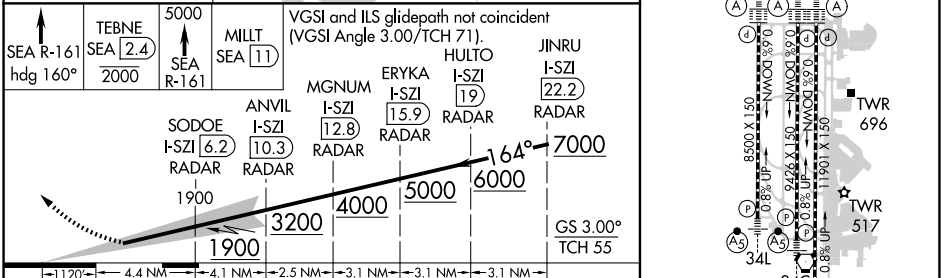 SEA R-161
hdg 160°
TEBNE
SEA 2.4
2000
5000
SEA
R-161
MILLT
SEA 11
VGSI and ILS glidepath not coincident
(VGSI Angle 3.00/TCH 71).
SODOE
I-SZI 6.2
RADAR
ANVIL
I-SZI
10.3
RADAR
MGNUM
I-SZI
12.8
RADAR
ERYKA
I-SZI
15.9
RADAR
HULTO
I-SZI
19
RADAR
JINRU
I-SZI
22.2
RADAR
1900
164°
7000
6000
5000
4000
3200
1900
GS 3.00°
TCH 55
1120'
4.4 NM
4.1 NM
2.5 NM
3.1 NM
3.1 NM
3.1 NM
A
A
A
P
P
P
0.6% DOWN
0.6% DOWN
0.6% DOWN
8500 X 150
9426 X 150
11901 X 150
0.8% UP
0.8% UP
0.8% UP
TWR
696
TWR
517
P
P
P
A5
A5
34L